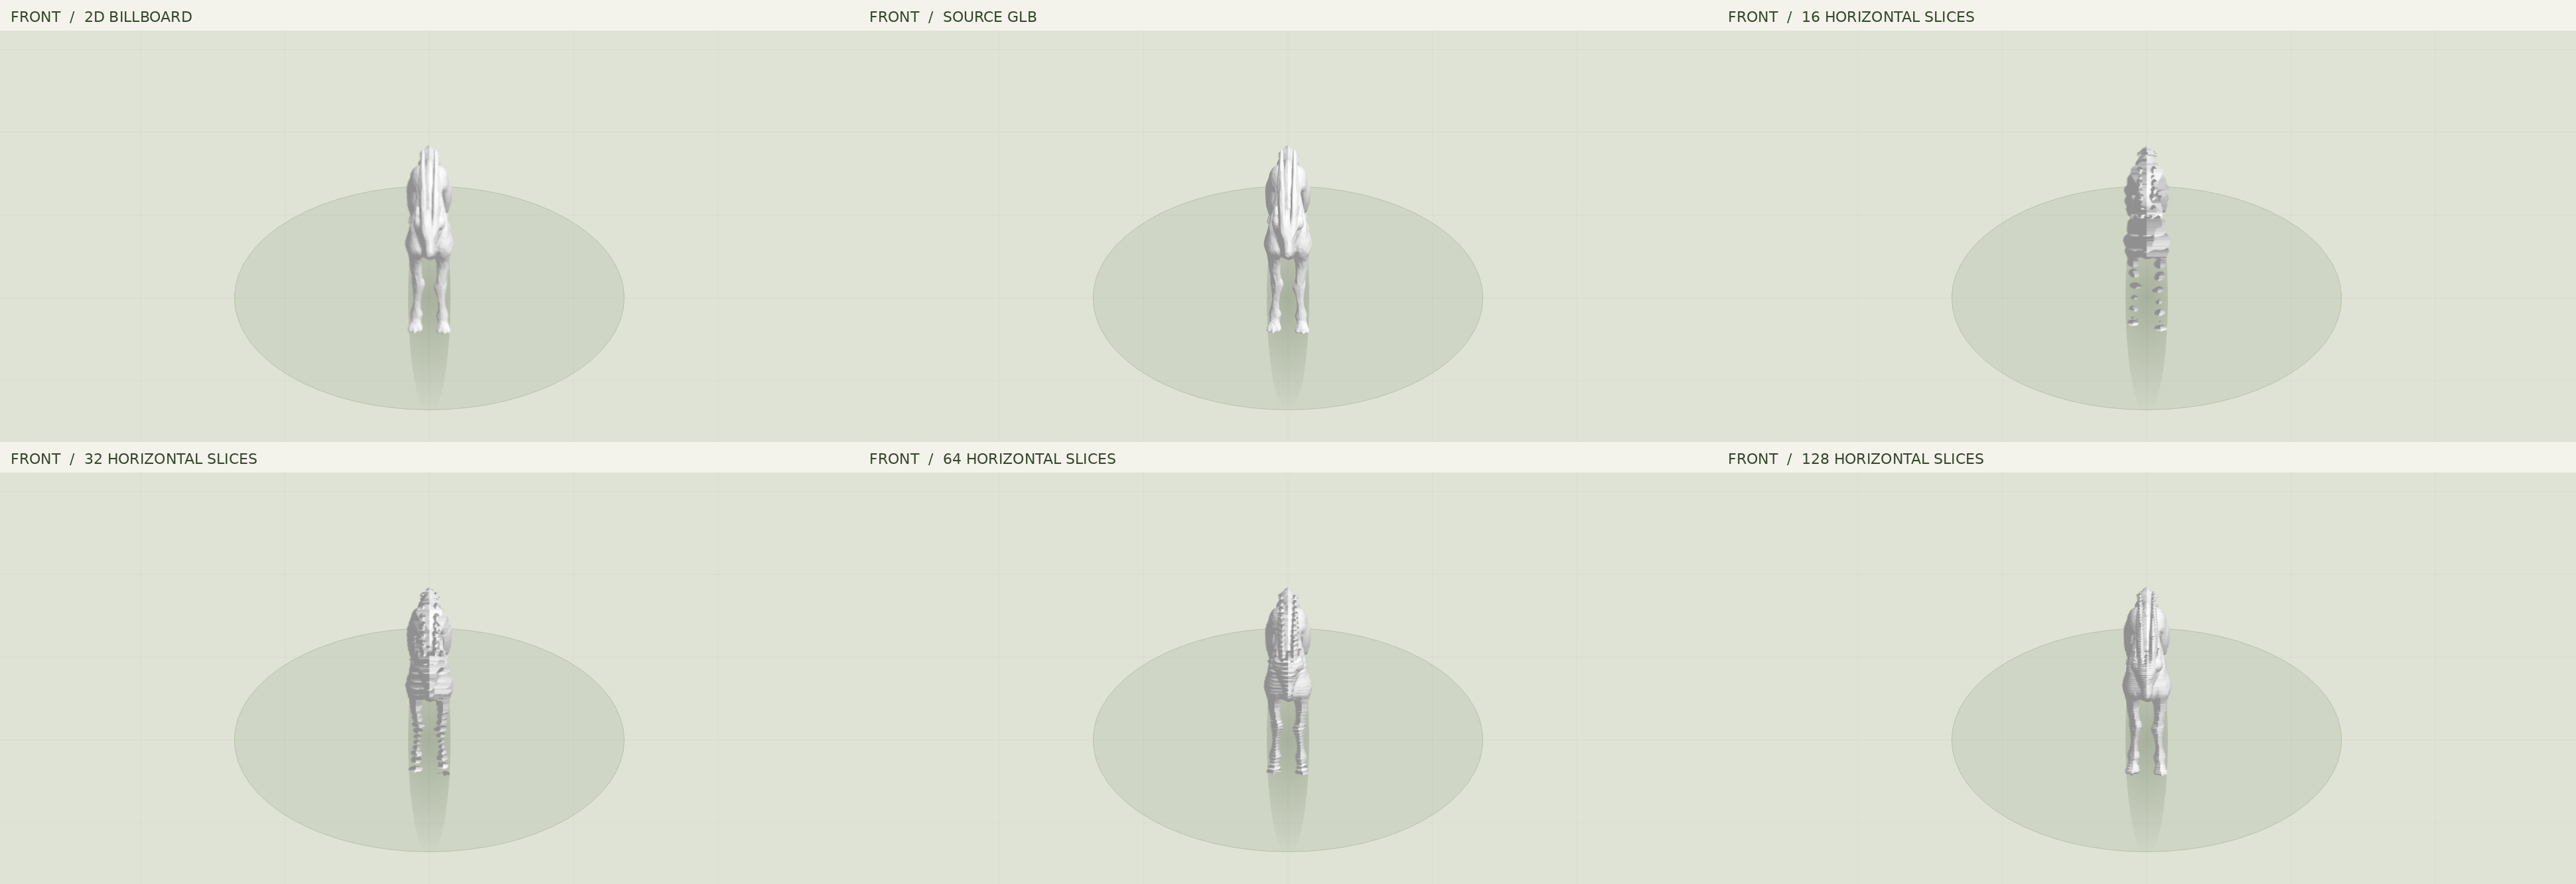 FRONT / 2D BILLBOARD
FRONT / SOURCE GLB
FRONT / 16 HORIZONTAL SLICES
FRONT / 32 HORIZONTAL SLICES
FRONT / 64 HORIZONTAL SLICES
FRONT / 128 HORIZONTAL SLICES